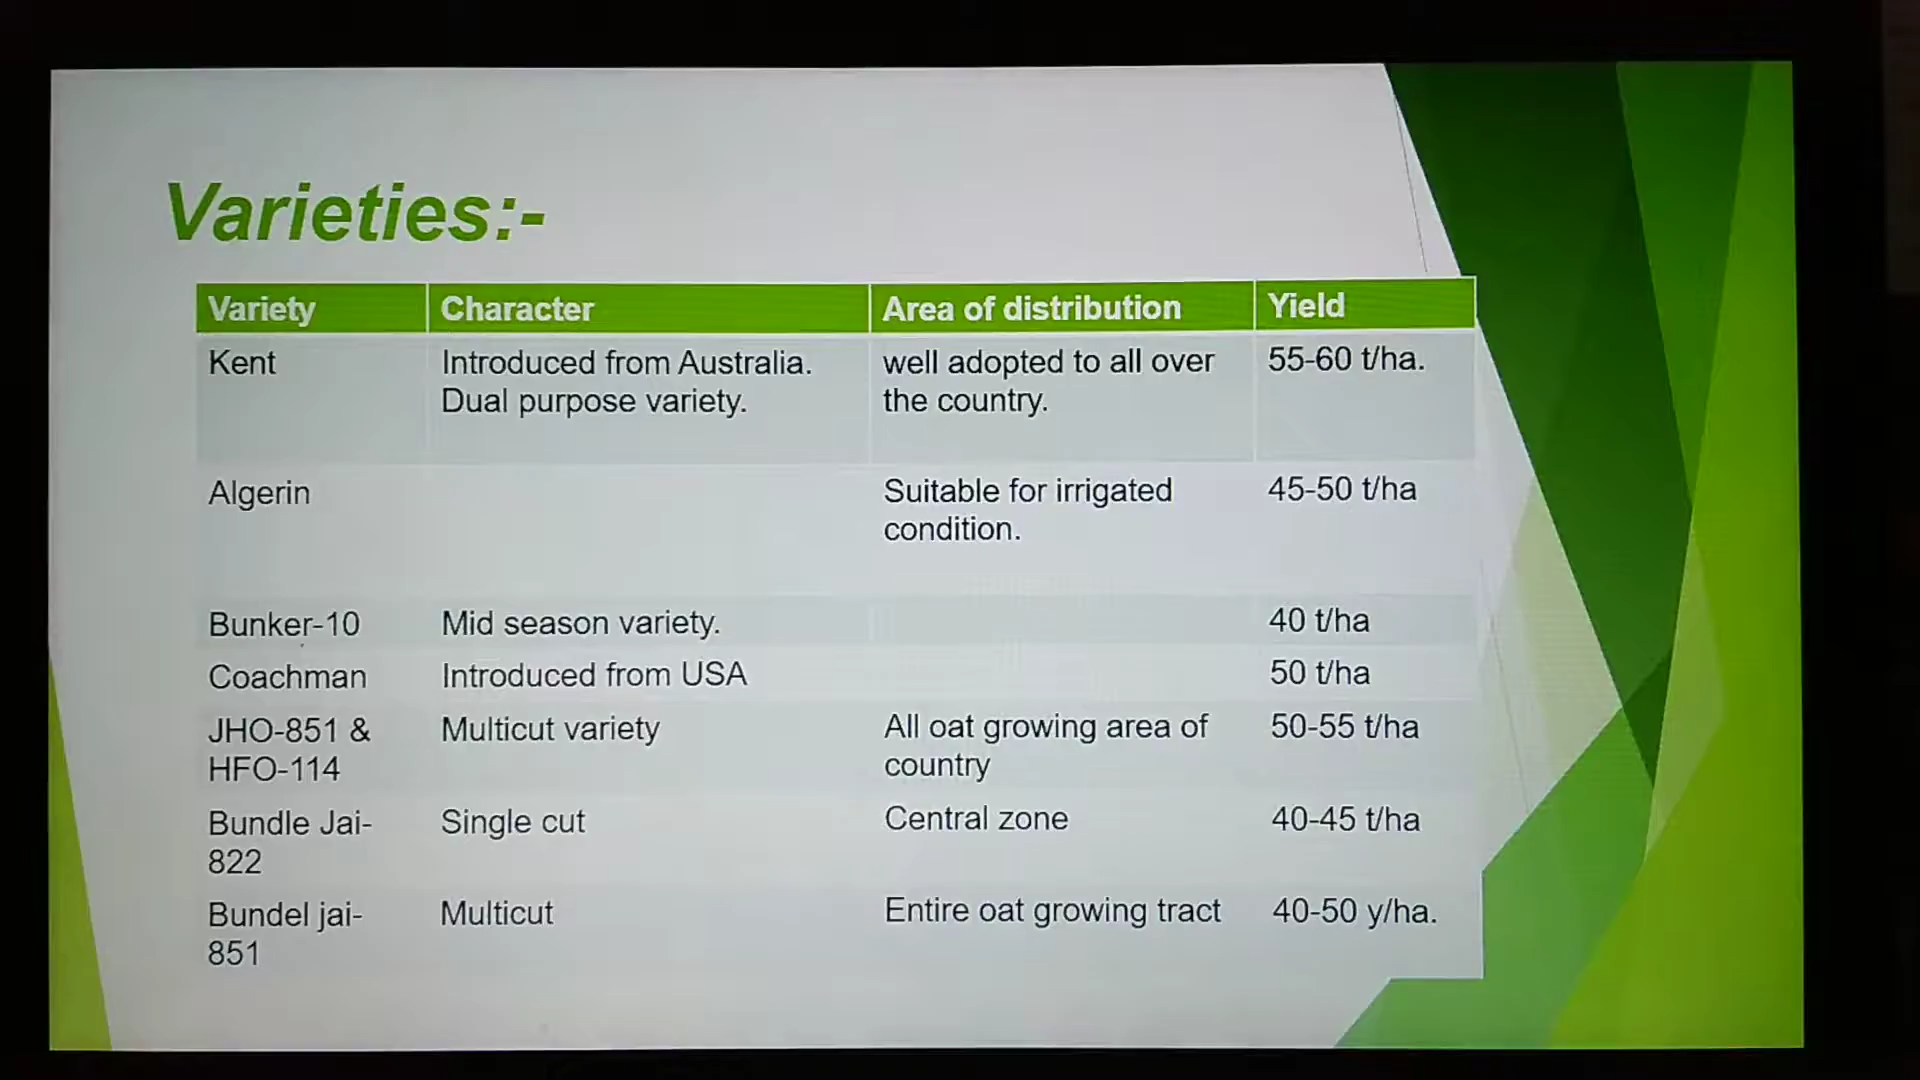 Varieties:-
Variety Character Area of distribution Yield
Kent Introduced from Australia. well adopted to all over 55-60 t/ha.
Dual purpose variety. the country.
Algerin Suitable for irrigated 45-50 t/ha
condition.
Bunker-10 Mid season variety. 40 t/ha
Coachman Introduced from USA 50 t/ha
JHO-851 & Multicut variety All oat growing area of 50-55 t/ha
HFO-114 country
Bundle Jai- Single cut Central zone 40-45 t/ha
822
Bundel jai- Multicut Entire oat growing tract 40-50 y/ha.
851